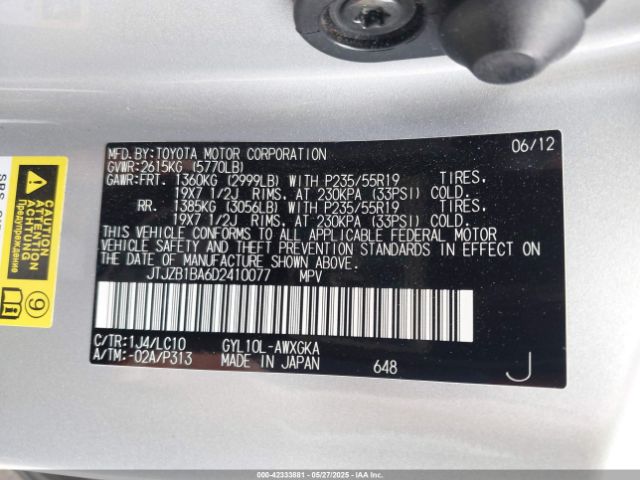 MFD.BY:TOYOTA MOTOR CORPORATION 06/12
GVWR:2615KG (5770LB)
GAWR:FRT. 1360KG (2999LB) WITH P235/55R19 TIRES.
19X7 1/2J RIMS, AT 230KPA (33PSI) COLD.
RR. 1385KG (3056LB) WITH P235/55R19 TIRES.
19X7 1/2J RIMS, AT 230KPA (33PSI) COLD.
THIS VEHICLE CONFORMS TO ALL APPLICABLE FEDERAL MOTOR
VEHICLE SAFETY AND THEFT PREVENTION STANDARDS IN EFFECT ON
THE DATE OF MANUFACTURE SHOWN ABOVE.
JTJZB1BA6D2410077 MPV
C/TR:1J4/LC10 GYL10L-AWXGKA
A/TM:-02A/P313 MADE IN JAPAN 648 J
CAUTION
ACHTUNG
Предупреждение
9
000-42333881 - 05/27/2025 - COPYRIGHT IAA, LLC.